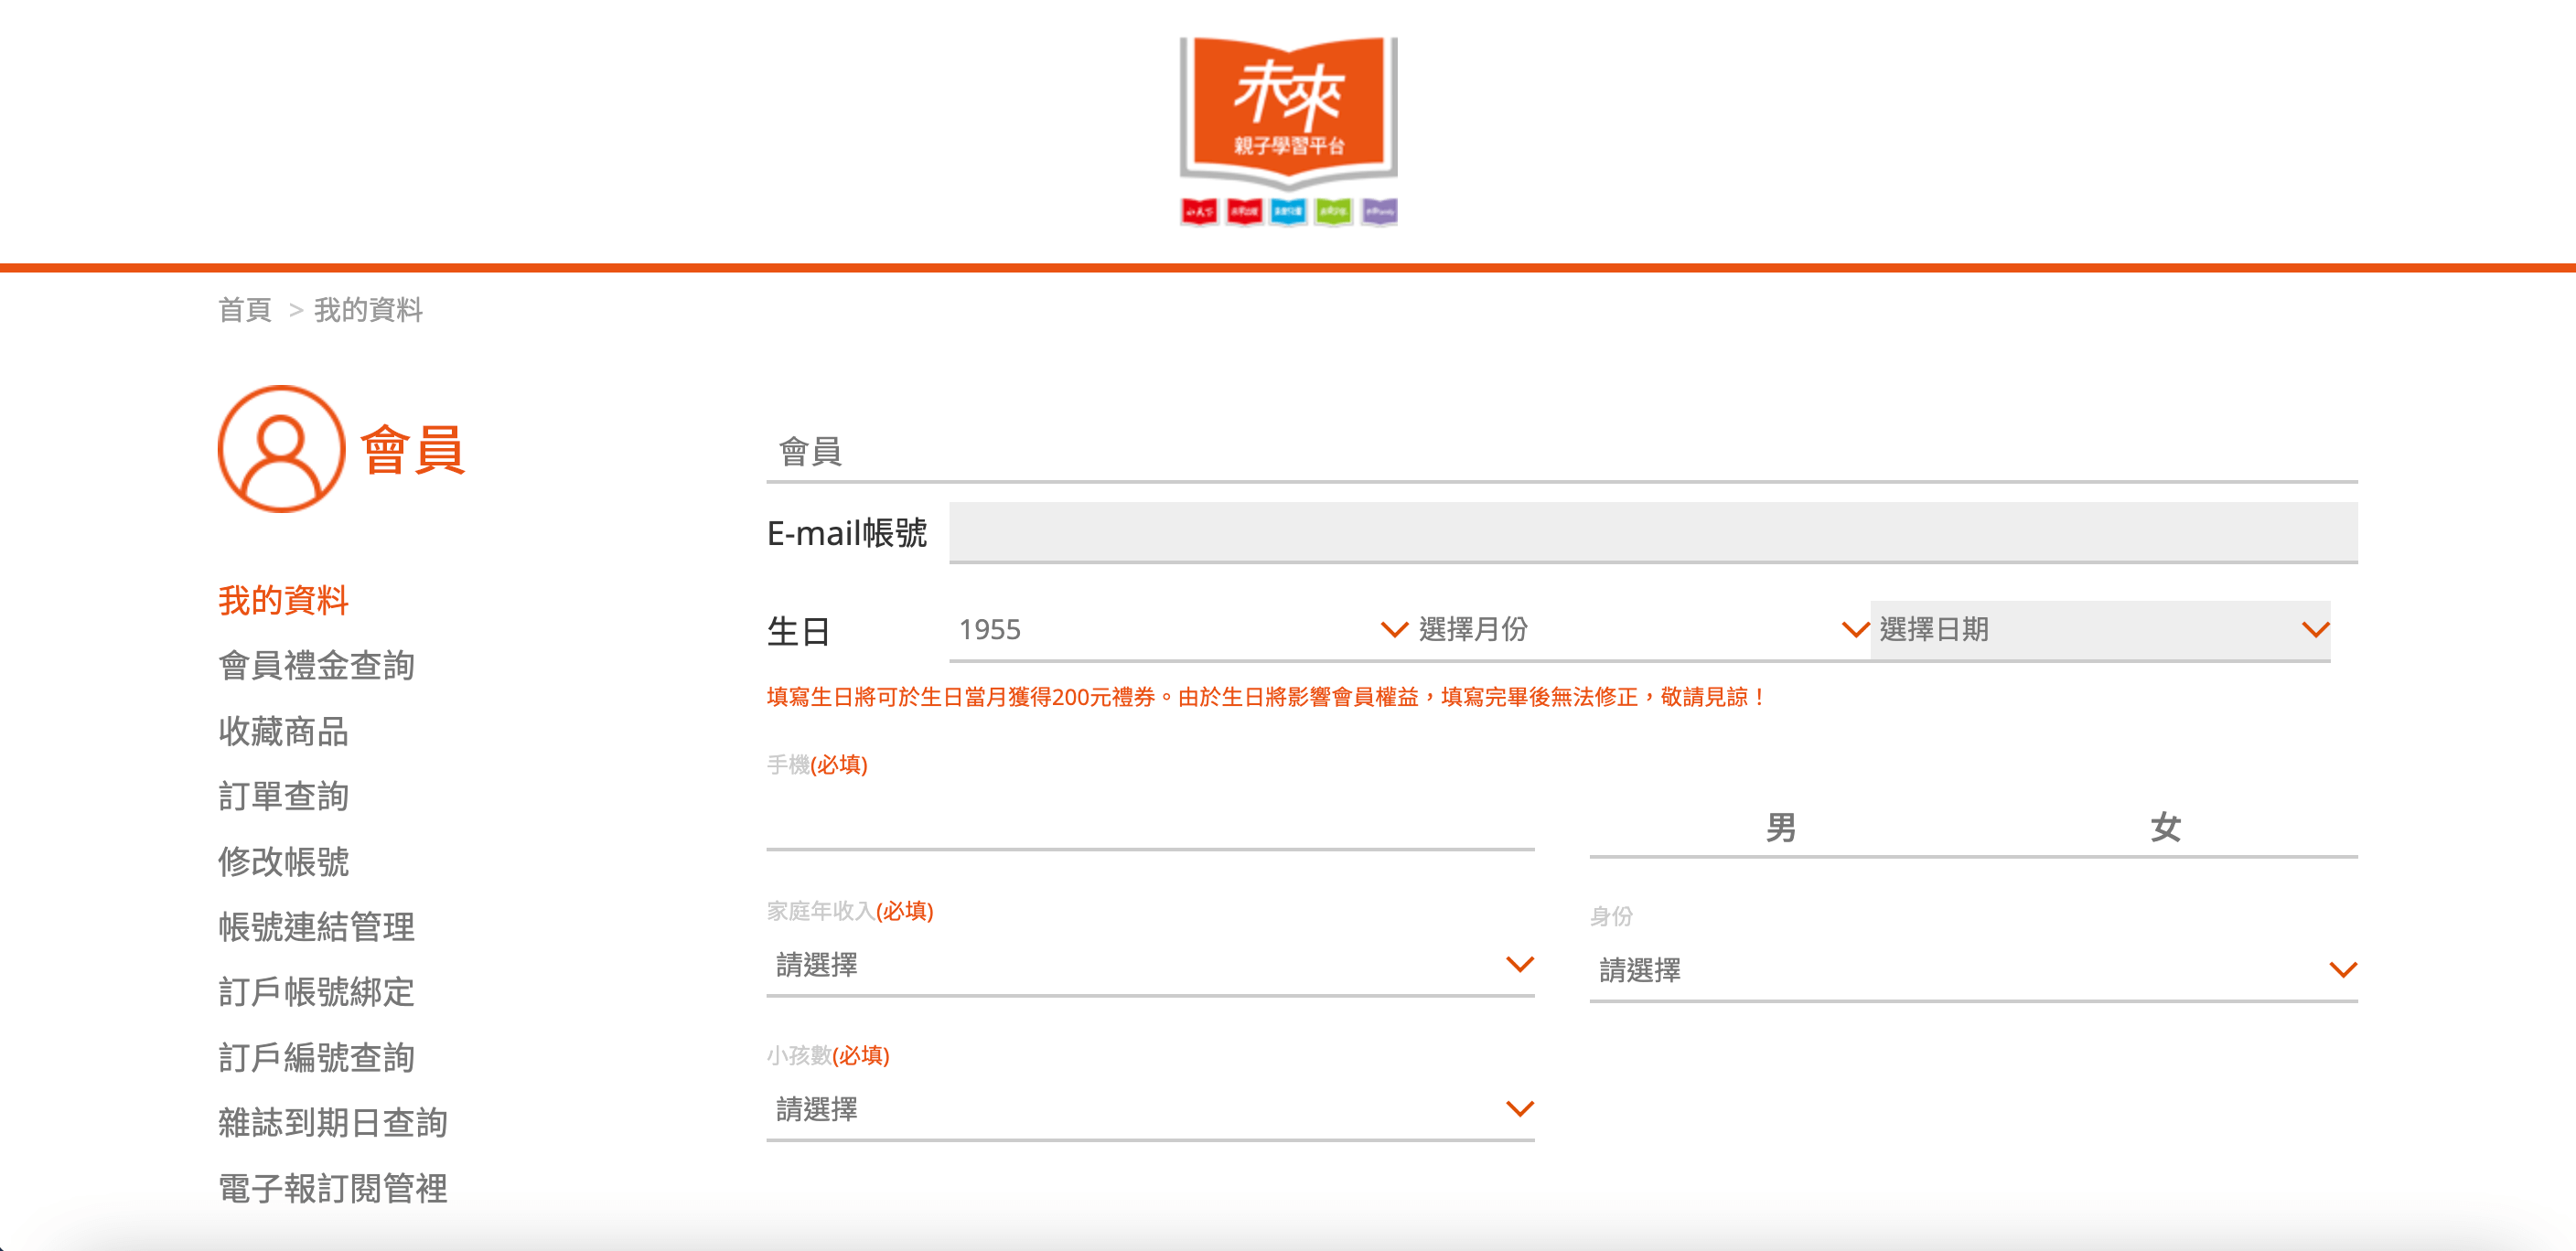 未來
親子學習平台
小天下
首頁 > 我的資料
會員
我的資料
會員禮金查詢
收藏商品
訂單查詢
修改帳號
帳號連結管理
訂戶帳號綁定
訂戶編號查詢
雜誌到期日查詢
電子報訂閱管裡
會員
E-mail帳號
生日 1955 選擇月份 選擇日期
填寫生日將可於生日當月獲得200元禮券。由於生日將影響會員權益，填寫完畢後無法修正，敬請見諒！
手機(必填)
男 女
家庭年收入(必填)
請選擇
身份
請選擇
小孩數(必填)
請選擇